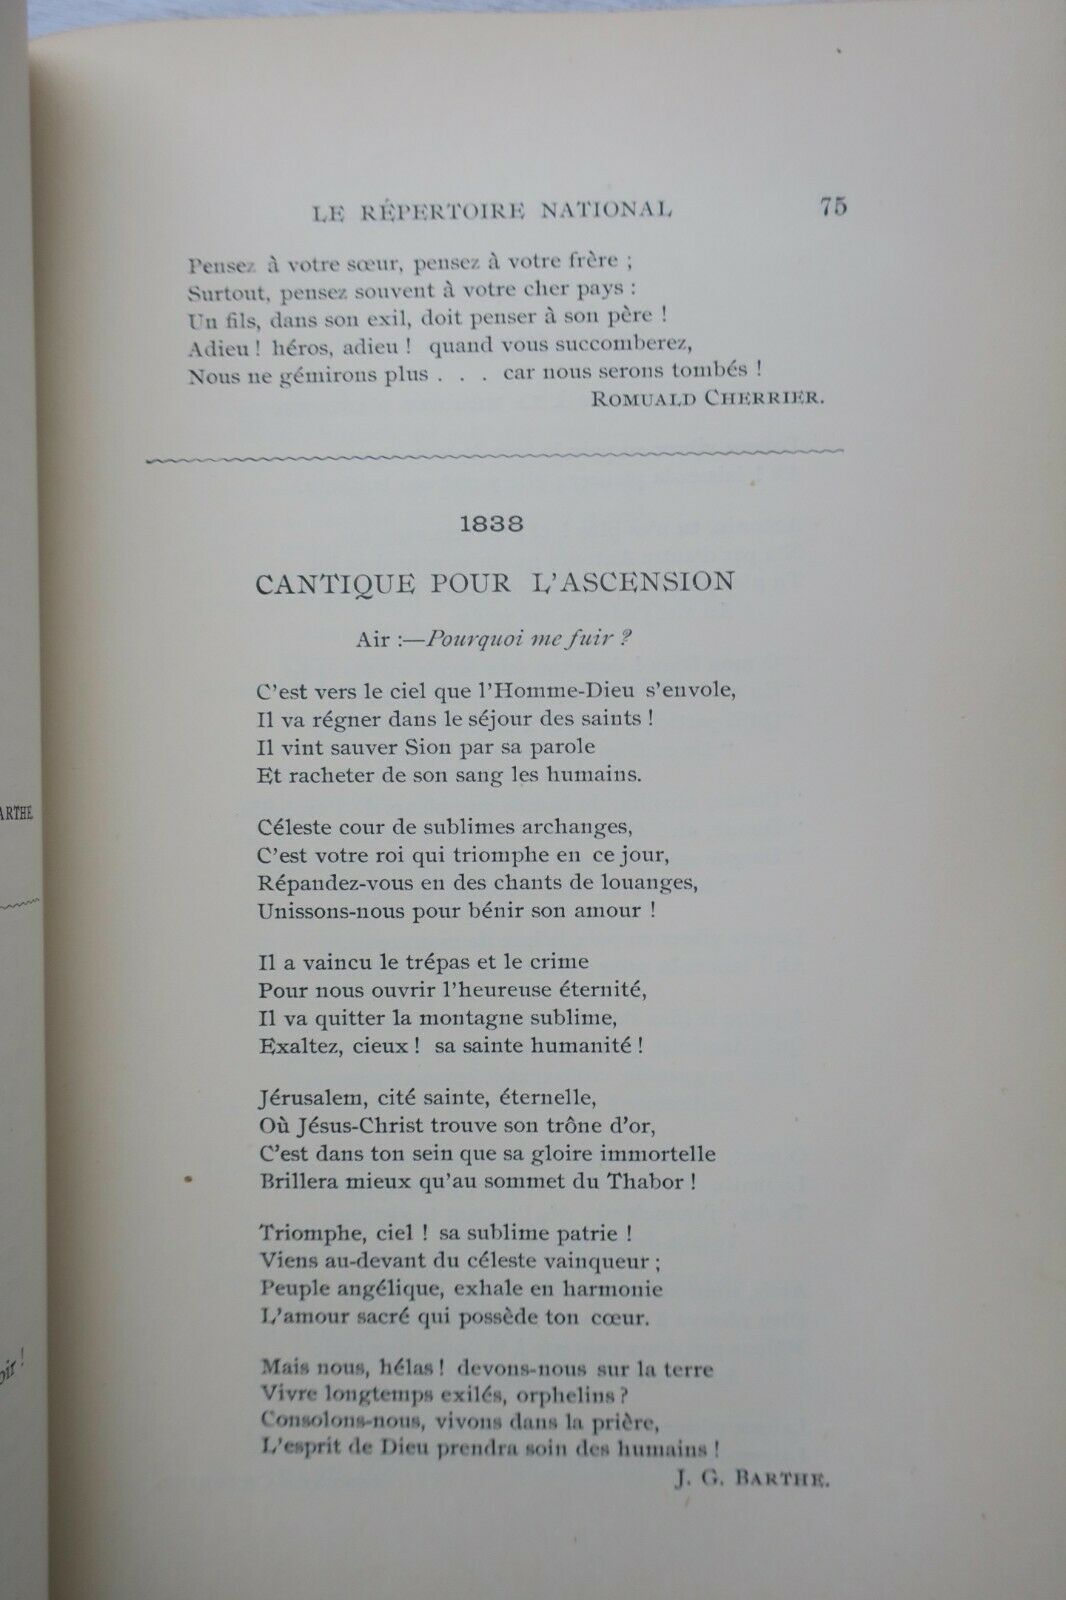 LE RÉPERTOIRE NATIONAL 75
Pensez à votre sœur, pensez à votre frère ;
Surtout, pensez souvent à votre cher pays :
Un fils, dans son exil, doit penser à son père !
Adieu ! héros, adieu ! quand vous succomberez,
Nous ne gémirons plus . . . car nous serons tombés !
ROMUALD CHERRIER.
1838
CANTIQUE POUR L'ASCENSION
Air :—Pourquoi me fuir ?
C'est vers le ciel que l'Homme-Dieu s'envole,
Il va régner dans le séjour des saints !
Il vint sauver Sion par sa parole
Et racheter de son sang les humains.
Céleste cour de sublimes archanges,
C'est votre roi qui triomphe en ce jour,
Répandez-vous en des chants de louanges,
Unissons-nous pour bénir son amour !
Il a vaincu le trépas et le crime
Pour nous ouvrir l'heureuse éternité,
Il va quitter la montagne sublime,
Exaltez, cieux ! sa sainte humanité !
Jérusalem, cité sainte, éternelle,
Où Jésus-Christ trouve son trône d'or,
C'est dans ton sein que sa gloire immortelle
Brillera mieux qu'au sommet du Thabor !
Triomphe, ciel ! sa sublime patrie !
Viens au-devant du céleste vainqueur ;
Peuple angélique, exhale en harmonie
L'amour sacré qui possède ton cœur.
Mais nous, hélas ! devons-nous sur la terre
Vivre longtemps exilés, orphelins ?
Consolons-nous, vivons dans la prière,
L'esprit de Dieu prendra soin des humains !
J. G. BARTHE.
ARTHE
oir !